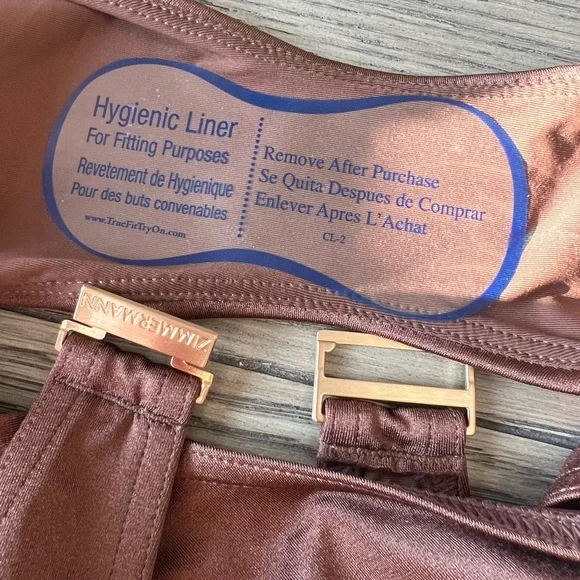 Hygienic Liner
For Fitting Purposes
Revetement de Hygienique
Pour des buts convenables
www.TrueFitTryOn.com
Remove After Purchase
Se Quita Despues de Comprar
Enlever Apres L'Achat
CL-2
ZIMMERMANN